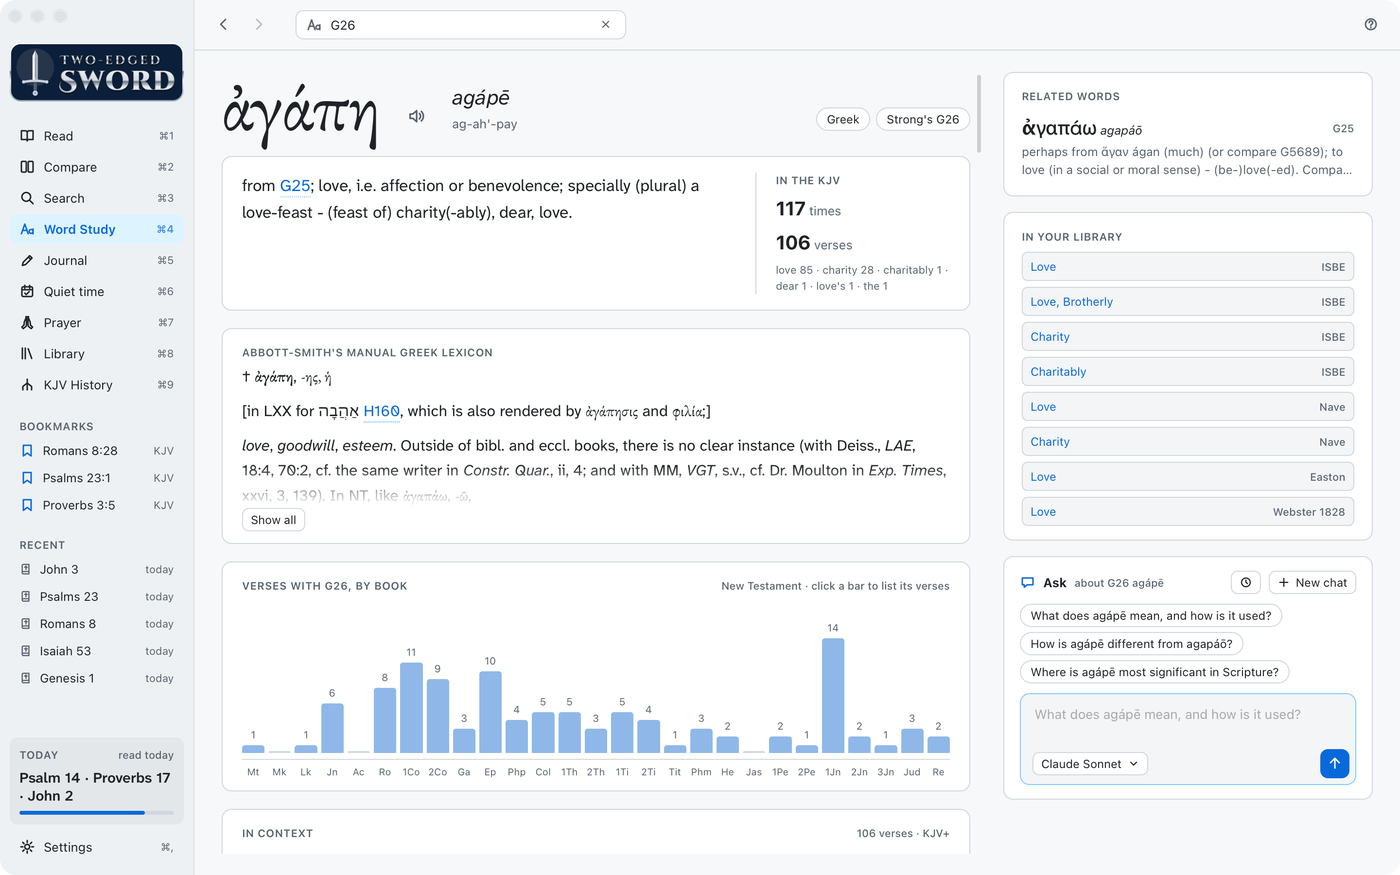 TWO-EDGED
SWORD
Read ⌘1
Compare ⌘2
Search ⌘3
Word Study ⌘4
Journal ⌘5
Quiet time ⌘6
Prayer ⌘7
Library ⌘8
KJV History ⌘9
BOOKMARKS
Romans 8:28 KJV
Psalms 23:1 KJV
Proverbs 3:5 KJV
RECENT
John 3 today
Psalms 23 today
Romans 8 today
Isaiah 53 today
Genesis 1 today
TODAY read today
Psalm 14 · Proverbs 17
· John 2
Settings ⌘,
G26
ἀγάπη
agápē
ag-ah'-pay
Greek Strong's G26
from G25; love, i.e. affection or benevolence; specially (plural) a
love-feast - (feast of) charity(-ably), dear, love.
IN THE KJV
117 times
106 verses
love 85 · charity 28 · charitably 1 ·
dear 1 · love's 1 · the 1
ABBOTT-SMITH'S MANUAL GREEK LEXICON
† ἀγάπη, -ης, ἡ
[in LXX for אַהֲבָה H160, which is also rendered by ἀγάπησις and φιλία;]
love, goodwill, esteem. Outside of bibl. and eccl. books, there is no clear instance (with Deiss., LAE,
18:4, 70:2, cf. the same writer in Constr. Quar., ii, 4; and with MM, VGT, s.v., cf. Dr. Moulton in Exp. Times,
xxvi, 3, 139). In NT, like ἀγαπάω, -ῶ,
Show all
VERSES WITH G26, BY BOOK New Testament · click a bar to list its verses
1 1 6 8 11 9 3 10 4 5 5 3 5 4 1 3 2 2 1 14 2 1 3 2
Mt Mk Lk Jn Ac Ro 1Co 2Co Ga Ep Php Col 1Th 2Th 1Ti 2Ti Tit Phm He Jas 1Pe 2Pe 1Jn 2Jn 3Jn Jud Re
IN CONTEXT 106 verses · KJV+
RELATED WORDS
ἀγαπάω agapáō G25
perhaps from ἄγαν ágan (much) (or compare G5689); to
love (in a social or moral sense) - (be-)love(-ed). Compa...
IN YOUR LIBRARY
Love ISBE
Love, Brotherly ISBE
Charity ISBE
Charitably ISBE
Love Nave
Charity Nave
Love Easton
Love Webster 1828
Ask about G26 agápē + New chat
What does agápē mean, and how is it used?
How is agápē different from agapáō?
Where is agápē most significant in Scripture?
What does agápē mean, and how is it used?
Claude Sonnet